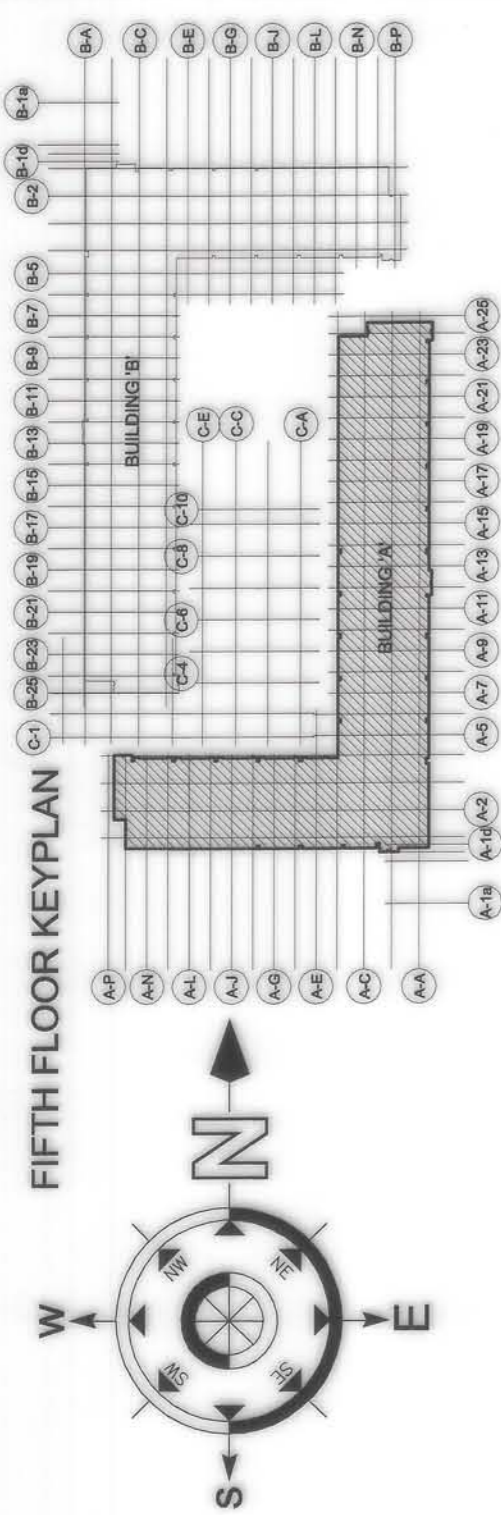 FIFTH FLOOR KEYPLAN
W
NW
N
NE
E
SE
S
SW
C-1
B-25
B-23
B-21
B-19
B-17
B-15
B-13
B-11
B-9
B-7
B-5
B-2
B-1d
B-1a
B-A
B-C
B-E
B-G
B-J
B-L
B-N
B-P
BUILDING 'B'
C-4
C-6
C-8
C-10
C-E
C-C
C-A
A-P
A-N
A-L
A-J
A-G
A-E
A-C
A-A
BUILDING 'A'
A-1a
A-1d
A-2
A-5
A-7
A-9
A-11
A-13
A-15
A-17
A-19
A-21
A-23
A-25